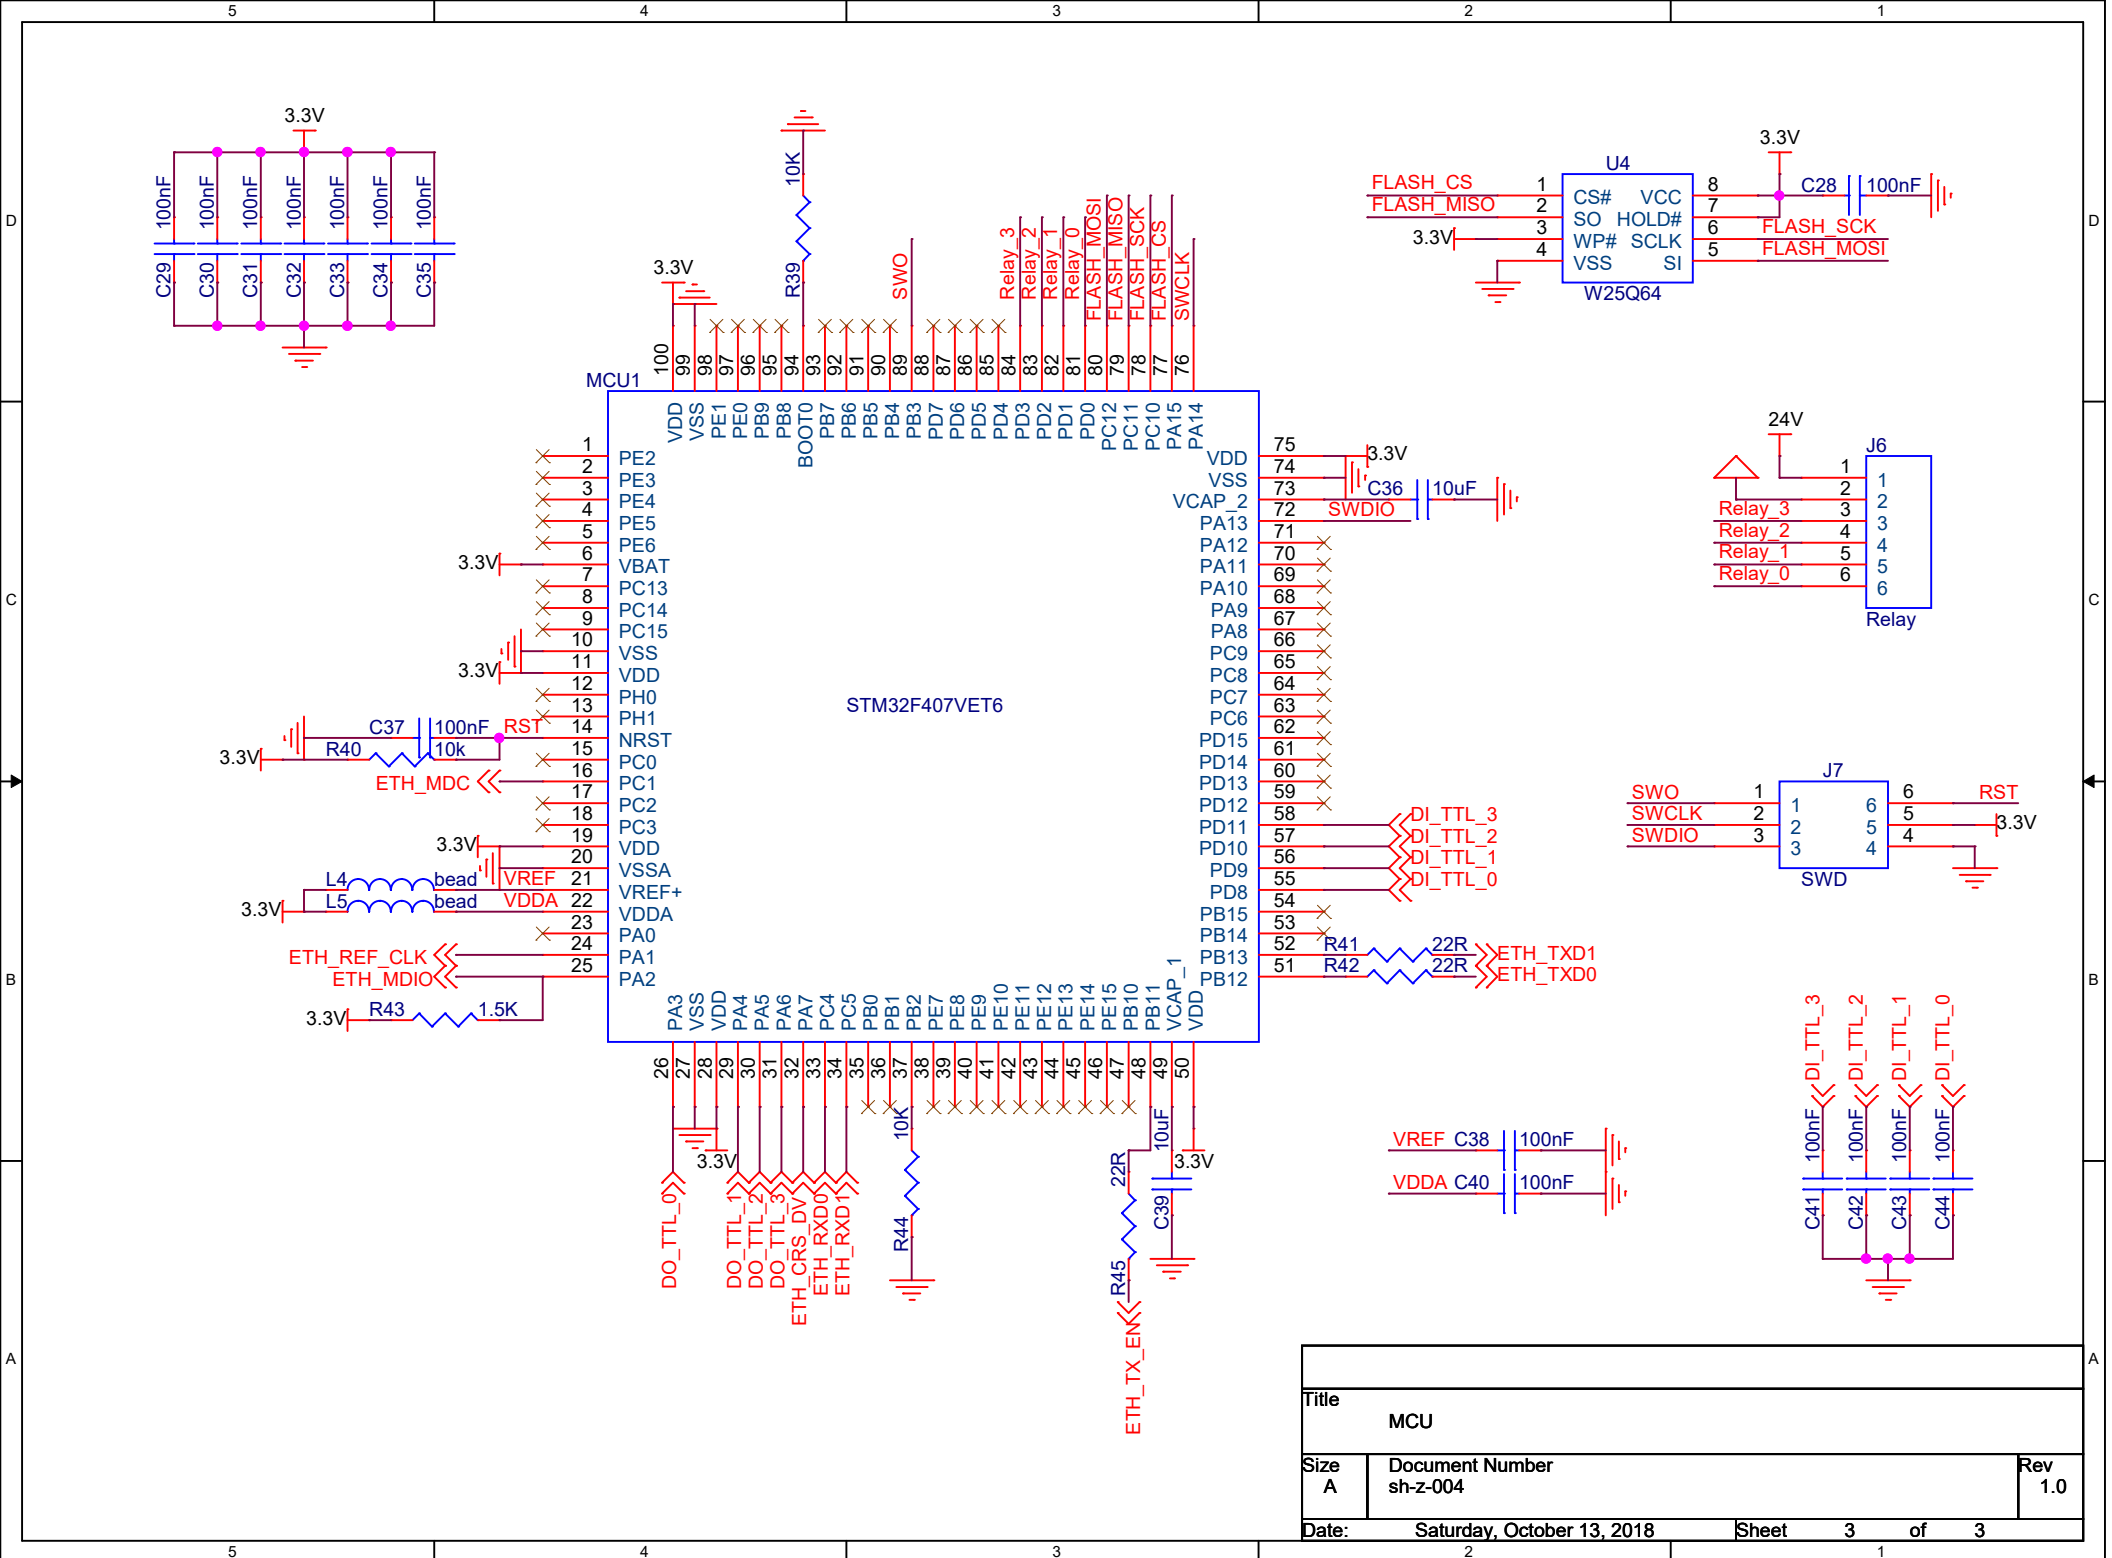 5 4 3 2 1
D D
C C
B B
A A
3.3V
100nF 100nF 100nF 100nF 100nF 100nF 100nF
C29 C30 C31 C32 C33 C34 C35
10K
R39
3.3V
SWO
Relay_3
Relay_2
Relay_1
Relay_0
FLASH_MOSI
FLASH_MISO
FLASH_SCK
FLASH_CS
SWCLK
100 99 98 97 96 95 94 93 92 91 90 89 88 87 86 85 84 83 82 81 80 79 78 77 76
MCU1
VDD VSS PE1 PE0 PB9 PB8 BOOT0 PB7 PB6 PB5 PB4 PB3 PD7 PD6 PD5 PD4 PD3 PD2 PD1 PD0 PC12 PC11 PC10 PA15 PA14
1 PE2
2 PE3
3 PE4
4 PE5
5 PE6
3.3V 6 VBAT
7 PC13
8 PC14
9 PC15
10 VSS
3.3V 11 VDD
12 PH0
13 PH1
C37 100nF RST 14 NRST
3.3V R40 10k 15 PC0
ETH_MDC 16 PC1
17 PC2
18 PC3
3.3V 19 VDD
20 VSSA
L4 bead VREF 21 VREF+
3.3V L5 bead VDDA 22 VDDA
23 PA0
ETH_REF_CLK 24 PA1
ETH_MDIO 25 PA2
3.3V R43 1.5K
STM32F407VET6
VDD 75 3.3V
VSS 74
VCAP_2 73 C36 10uF
PA13 72 SWDIO
PA12 71
PA11 70
PA10 69
PA9 68
PA8 67
PC9 66
PC8 65
PC7 64
PC6 63
PD15 62
PD14 61
PD13 60
PD12 59
PD11 58 DI_TTL_3
PD10 57 DI_TTL_2
PD9 56 DI_TTL_1
PD8 55 DI_TTL_0
PB15 54
PB14 53
PB13 52 R41 22R ETH_TXD1
PB12 51 R42 22R ETH_TXD0
PA3 VSS VDD PA4 PA5 PA6 PA7 PC4 PC5 PB0 PB1 PB2 PE7 PE8 PE9 PE10 PE11 PE12 PE13 PE14 PE15 PB10 PB11 VCAP_1 VDD
26 27 28 29 30 31 32 33 34 35 36 37 38 39 40 41 42 43 44 45 46 47 48 49 50
3.3V
DO_TTL_0
DO_TTL_1
DO_TTL_2
DO_TTL_3
ETH_CRS_DV
ETH_RXD0
ETH_RXD1
10K
R44
22R
R45
ETH_TX_EN
10uF
C39
3.3V
U4
3.3V
FLASH_CS 1 CS# VCC 8 C28 100nF
FLASH_MISO 2 SO HOLD# 7
3.3V 3 WP# SCLK 6 FLASH_SCK
4 VSS SI 5 FLASH_MOSI
W25Q64
24V
J6
1 1
2 2
Relay_3 3 3
Relay_2 4 4
Relay_1 5 5
Relay_0 6 6
Relay
J7
SWO 1 1 6 6 RST
SWCLK 2 2 5 5 3.3V
SWDIO 3 3 4 4
SWD
VREF C38 100nF
VDDA C40 100nF
DI_TTL_3 DI_TTL_2 DI_TTL_1 DI_TTL_0
100nF 100nF 100nF 100nF
C41 C42 C43 C44
Title
MCU
Size Document Number Rev
A sh-z-004 1.0
Date: Saturday, October 13, 2018 Sheet 3 of 3
5 4 3 2 1